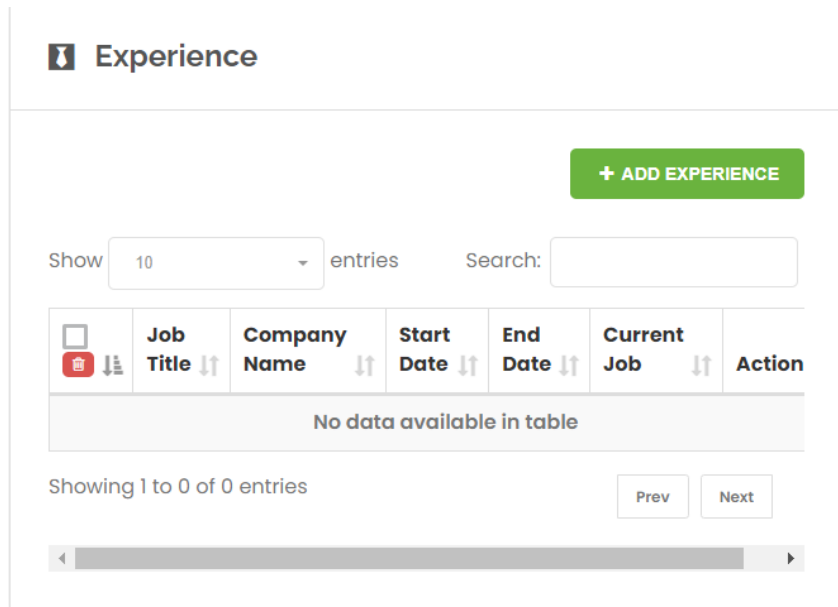 Experience
+ ADD EXPERIENCE
Show 10 entries Search:
Job Title Company Name Start Date End Date Current Job Action
No data available in table
Showing 1 to 0 of 0 entries
Prev Next